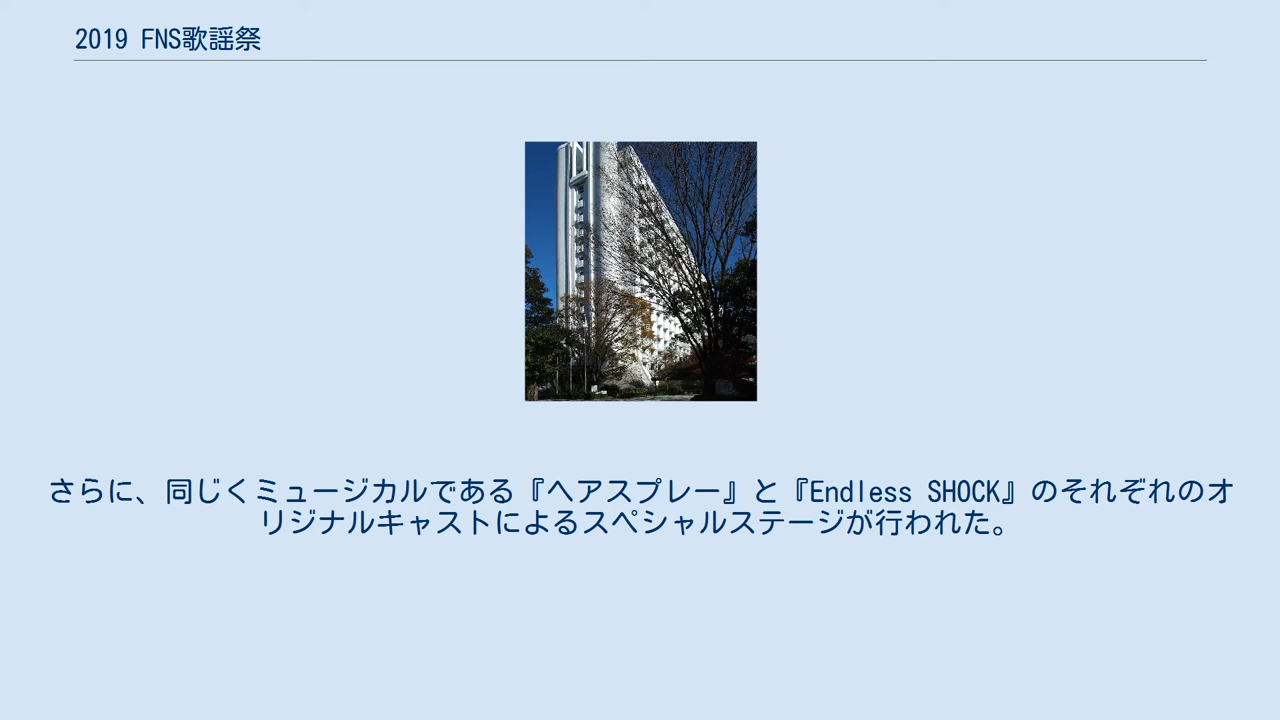 2019 FNS歌謡祭
さらに、同じくミュージカルである『ヘアスプレー』と『Endless SHOCK』のそれぞれのオ
リジナルキャストによるスペシャルステージが行われた。